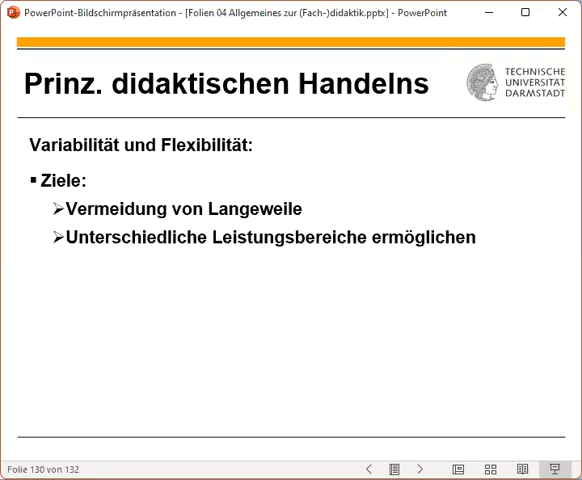 PowerPoint-Bildschirmpräsentation - [Folien 04 Allgemeines zur (Fach-)didaktik.pptx] - PowerPoint
Prinz. didaktischen Handelns
TECHNISCHE
UNIVERSITÄT
DARMSTADT
Variabilität und Flexibilität:
▪ Ziele:
➢Vermeidung von Langeweile
➢Unterschiedliche Leistungsbereiche ermöglichen
Folie 130 von 132